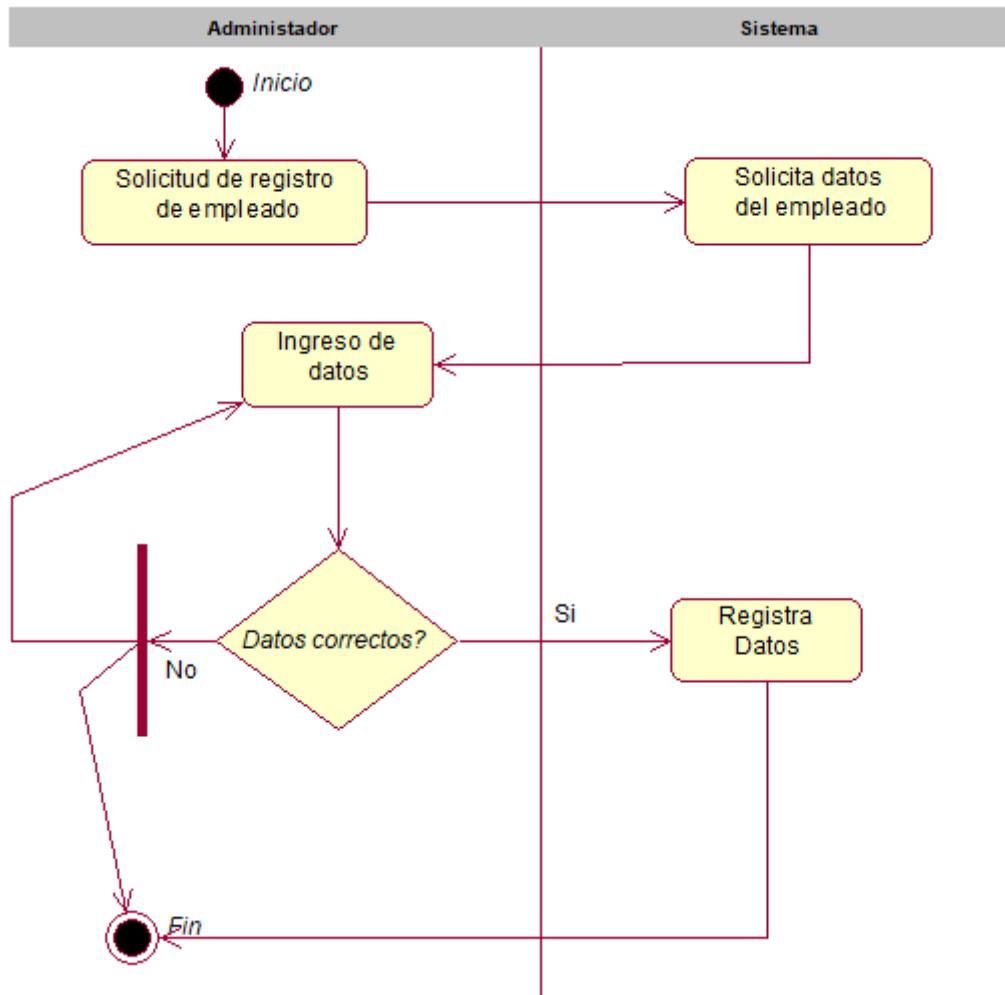 Administador
Sistema
Inicio
Solicitud de registro
de empleado
Solicita datos
del empleado
Ingreso de
datos
Datos correctos?
Si
No
Registra
Datos
Fin